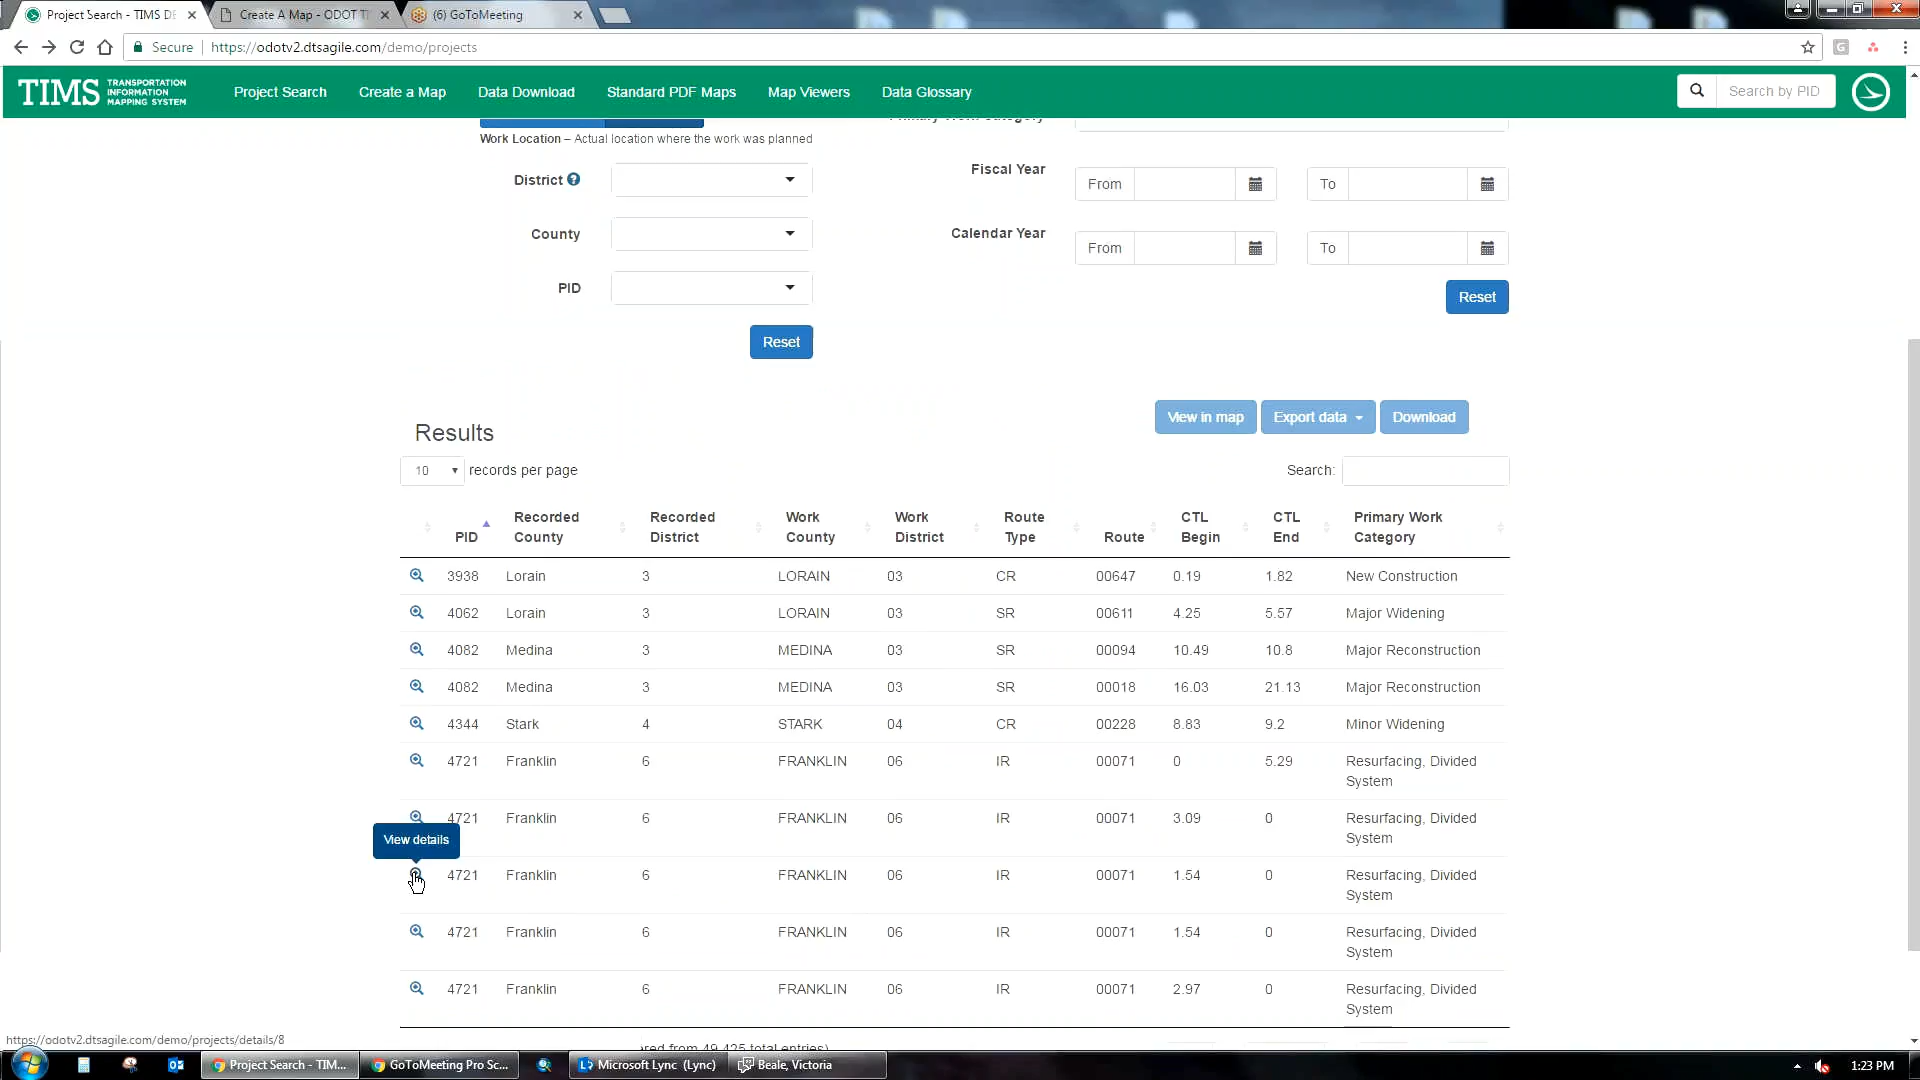 Project Search - TIMS DE
Create A Map - ODOT TI
(6) GoToMeeting
Secure
https://odotv2.dtsagile.com/demo/projects
TIMS TRANSPORTATION
INFORMATION
MAPPING SYSTEM
Project Search
Create a Map
Data Download
Standard PDF Maps
Map Viewers
Data Glossary
Search by PID
Primary Work Category
Work Location – Actual location where the work was planned
District
Fiscal Year
From
To
County
Calendar Year
From
To
PID
Reset
Reset
Results
View in map
Export data
Download
10 records per page
Search:
PID Recorded County Recorded District Work County Work District Route Type Route CTL Begin CTL End Primary Work Category
3938 Lorain 3 LORAIN 03 CR 00647 0.19 1.82 New Construction
4062 Lorain 3 LORAIN 03 SR 00611 4.25 5.57 Major Widening
4082 Medina 3 MEDINA 03 SR 00094 10.49 10.8 Major Reconstruction
4082 Medina 3 MEDINA 03 SR 00018 16.03 21.13 Major Reconstruction
4344 Stark 4 STARK 04 CR 00228 8.83 9.2 Minor Widening
4721 Franklin 6 FRANKLIN 06 IR 00071 0 5.29 Resurfacing, Divided
System
4721 Franklin 6 FRANKLIN 06 IR 00071 3.09 0 Resurfacing, Divided
System
View details
4721 Franklin 6 FRANKLIN 06 IR 00071 1.54 0 Resurfacing, Divided
System
4721 Franklin 6 FRANKLIN 06 IR 00071 1.54 0 Resurfacing, Divided
System
4721 Franklin 6 FRANKLIN 06 IR 00071 2.97 0 Resurfacing, Divided
System
https://odotv2.dtsagile.com/demo/projects/details/8
from 49,425 total entries)
Project Search - TIM...
GoToMeeting Pro Sc...
Microsoft Lync (Lync)
Beale, Victoria
1:23 PM